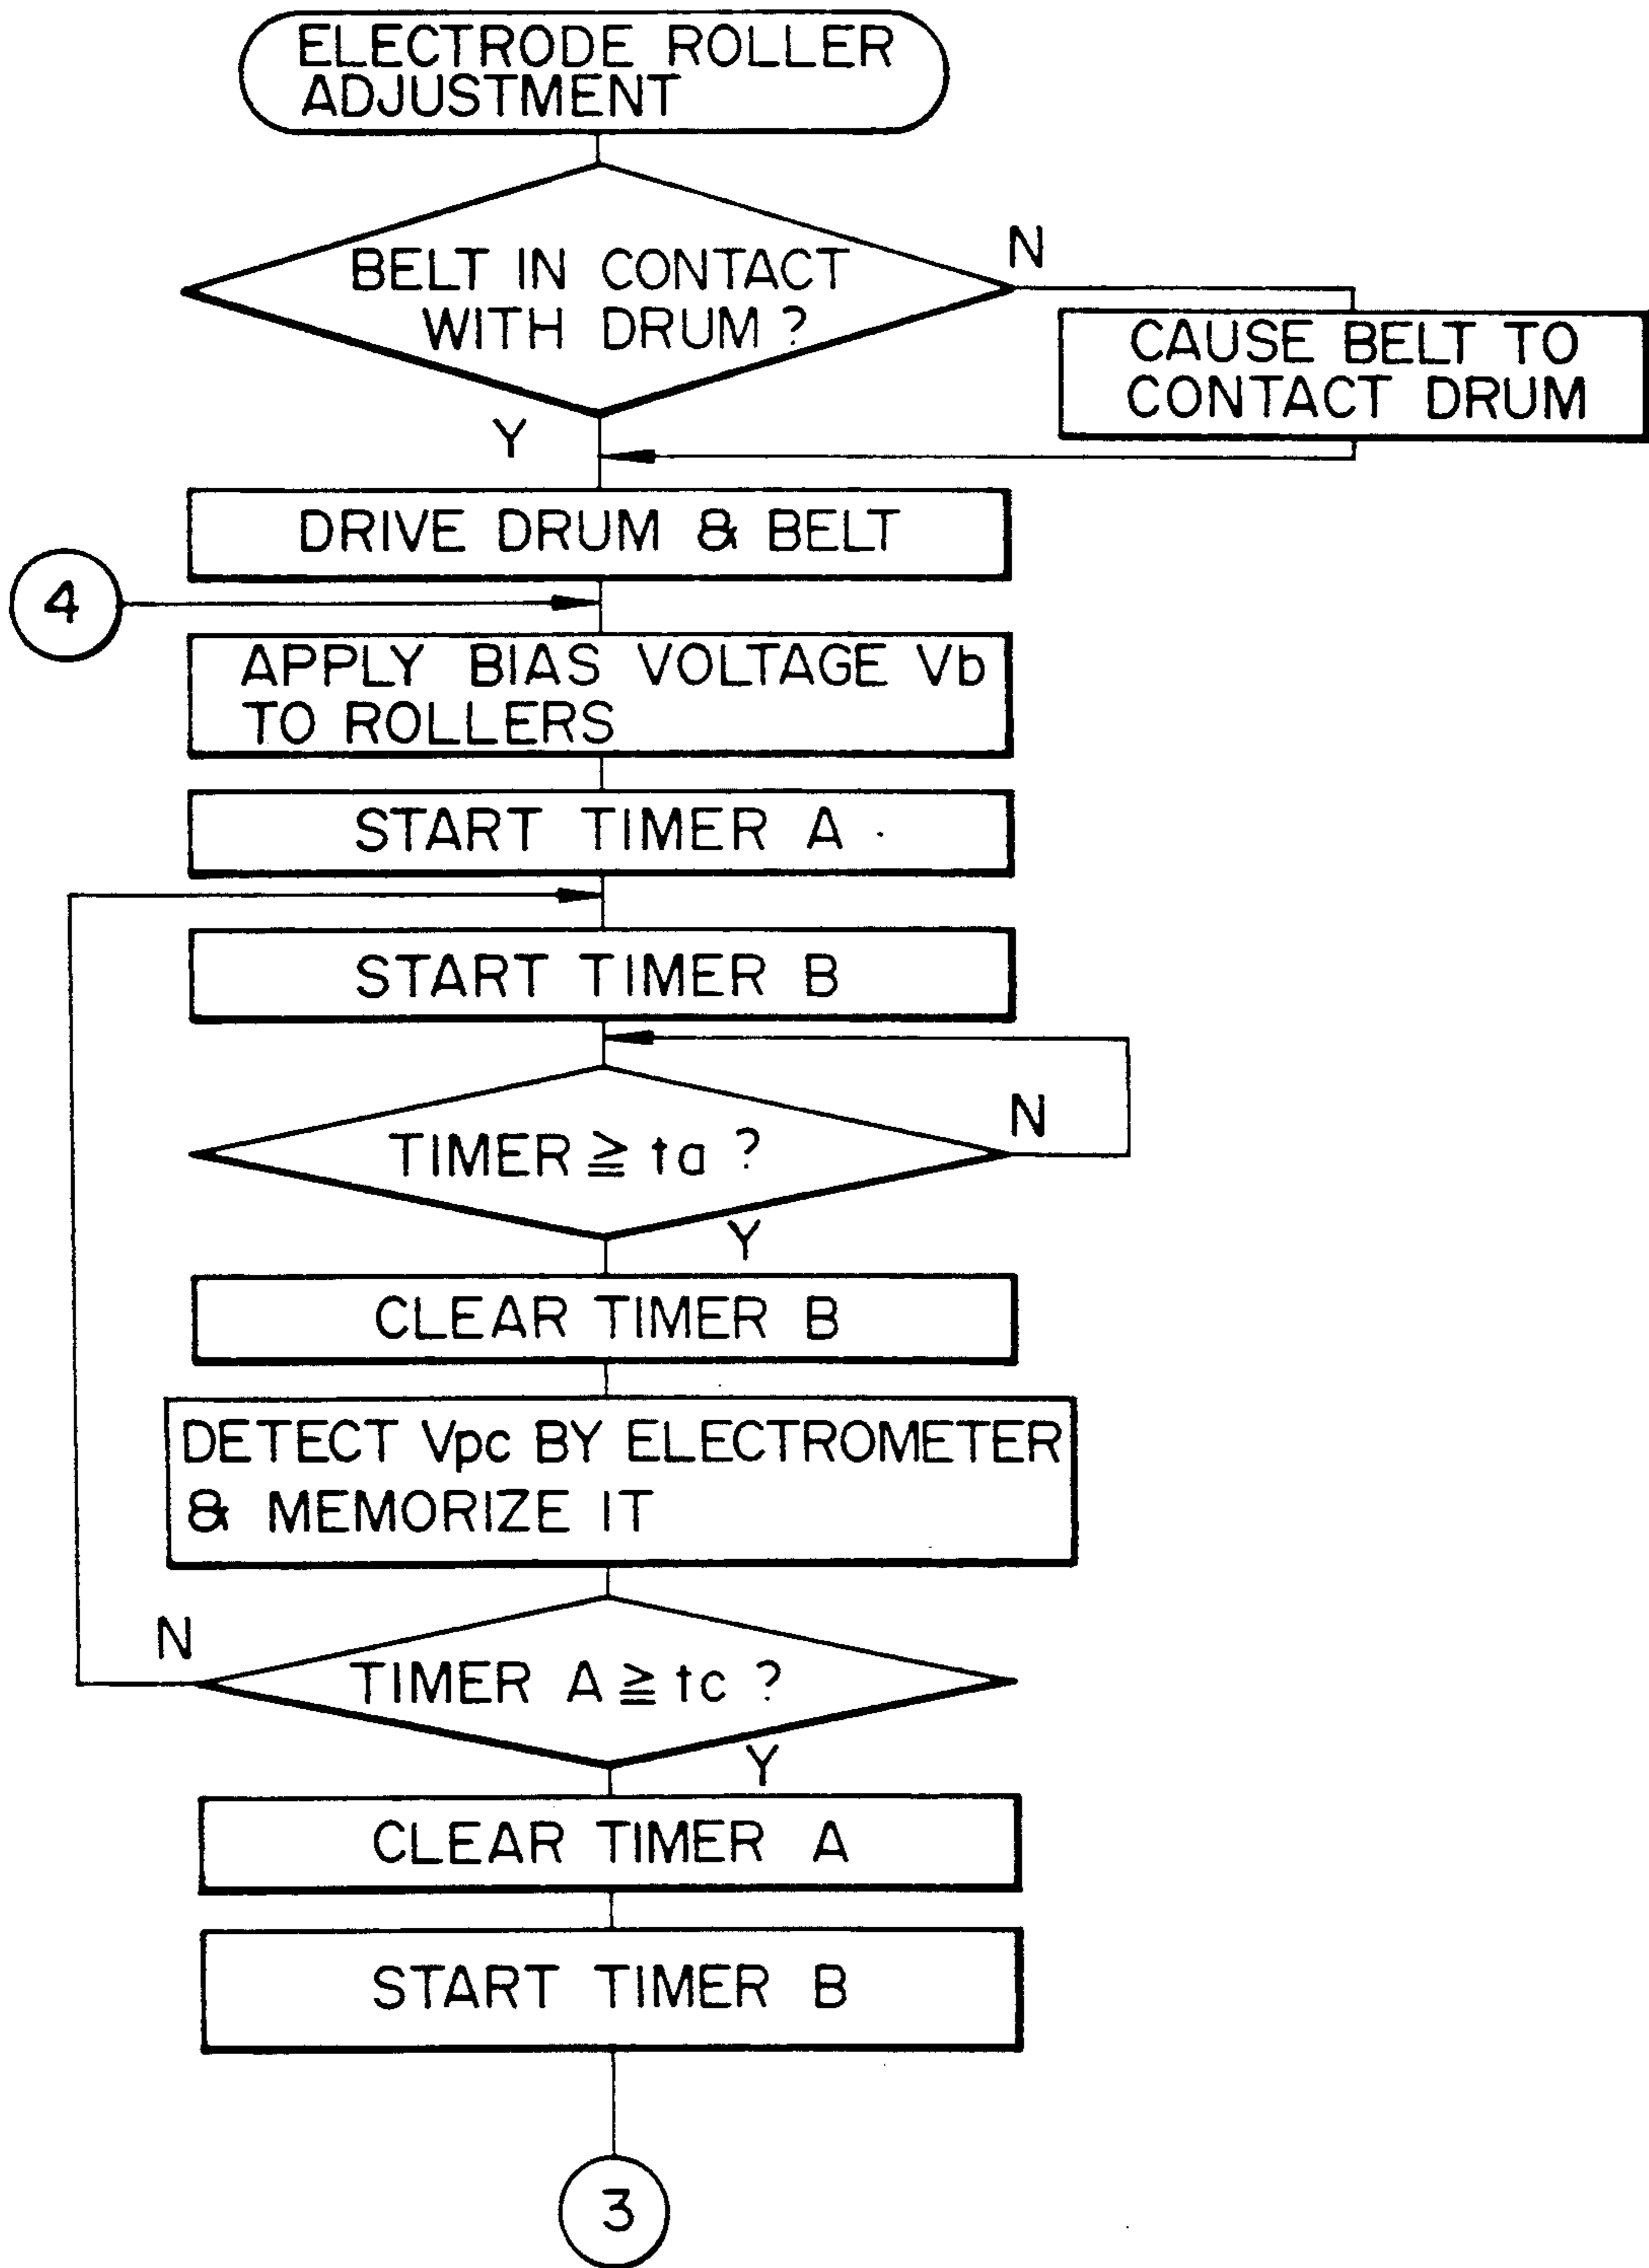 ELECTRODE ROLLER
ADJUSTMENT
BELT IN CONTACT
WITH DRUM ?
N
CAUSE BELT TO
CONTACT DRUM
Y
DRIVE DRUM & BELT
4
APPLY BIAS VOLTAGE Vb
TO ROLLERS
START TIMER A
START TIMER B
TIMER ≧ ta ?
N
Y
CLEAR TIMER B
DETECT Vpc BY ELECTROMETER
& MEMORIZE IT
N
TIMER A ≧ tc ?
Y
CLEAR TIMER A
START TIMER B
3